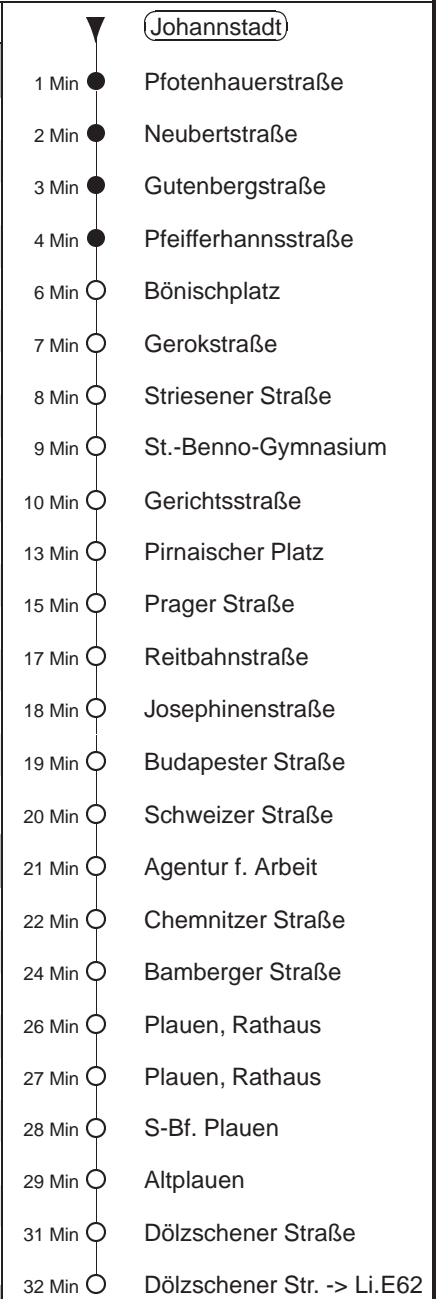 Johannstadt
1 Min Pfotenhauerstraße
2 Min Neubertstraße
3 Min Gutenbergstraße
4 Min Pfeifferhannsstraße
6 Min Bönischplatz
7 Min Gerokstraße
8 Min Striesener Straße
9 Min St.-Benno-Gymnasium
10 Min Gerichtsstraße
13 Min Pirnaischer Platz
15 Min Prager Straße
17 Min Reitbahnstraße
18 Min Josephinenstraße
19 Min Budapester Straße
20 Min Schweizer Straße
21 Min Agentur f. Arbeit
22 Min Chemnitzer Straße
24 Min Bamberger Straße
26 Min Plauen, Rathaus
27 Min Plauen, Rathaus
28 Min S-Bf. Plauen
29 Min Altplauen
31 Min Dölzschener Straße
32 Min Dölzschener Str. -> Li.E62